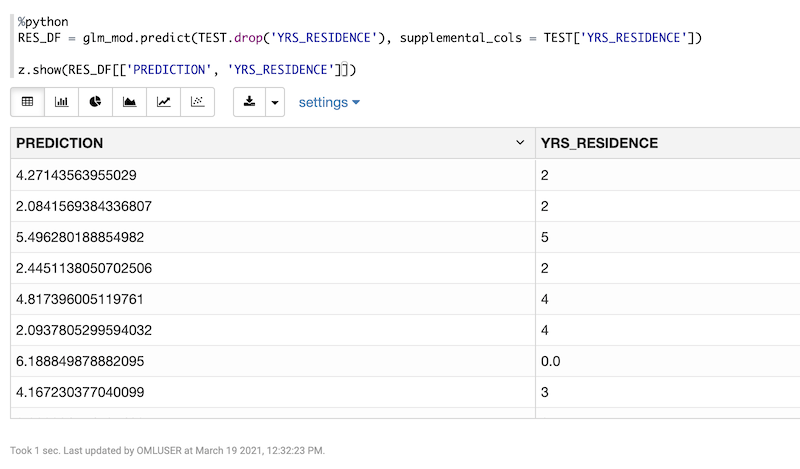 %python
RES_DF = glm_mod.predict(TEST.drop('YRS_RESIDENCE'), supplemental_cols = TEST['YRS_RESIDENCE'])
z.show(RES_DF[['PREDICTION', 'YRS_RESIDENCE']])
settings
PREDICTION YRS_RESIDENCE
4.27143563955029 2
2.0841569384336807 2
5.496280188854982 5
2.4451138050702506 2
4.817396005119761 4
2.0937805299594032 4
6.188849878882095 0.0
4.167230377040099 3
Took 1 sec. Last updated by OMLUSER at March 19 2021, 12:32:23 PM.